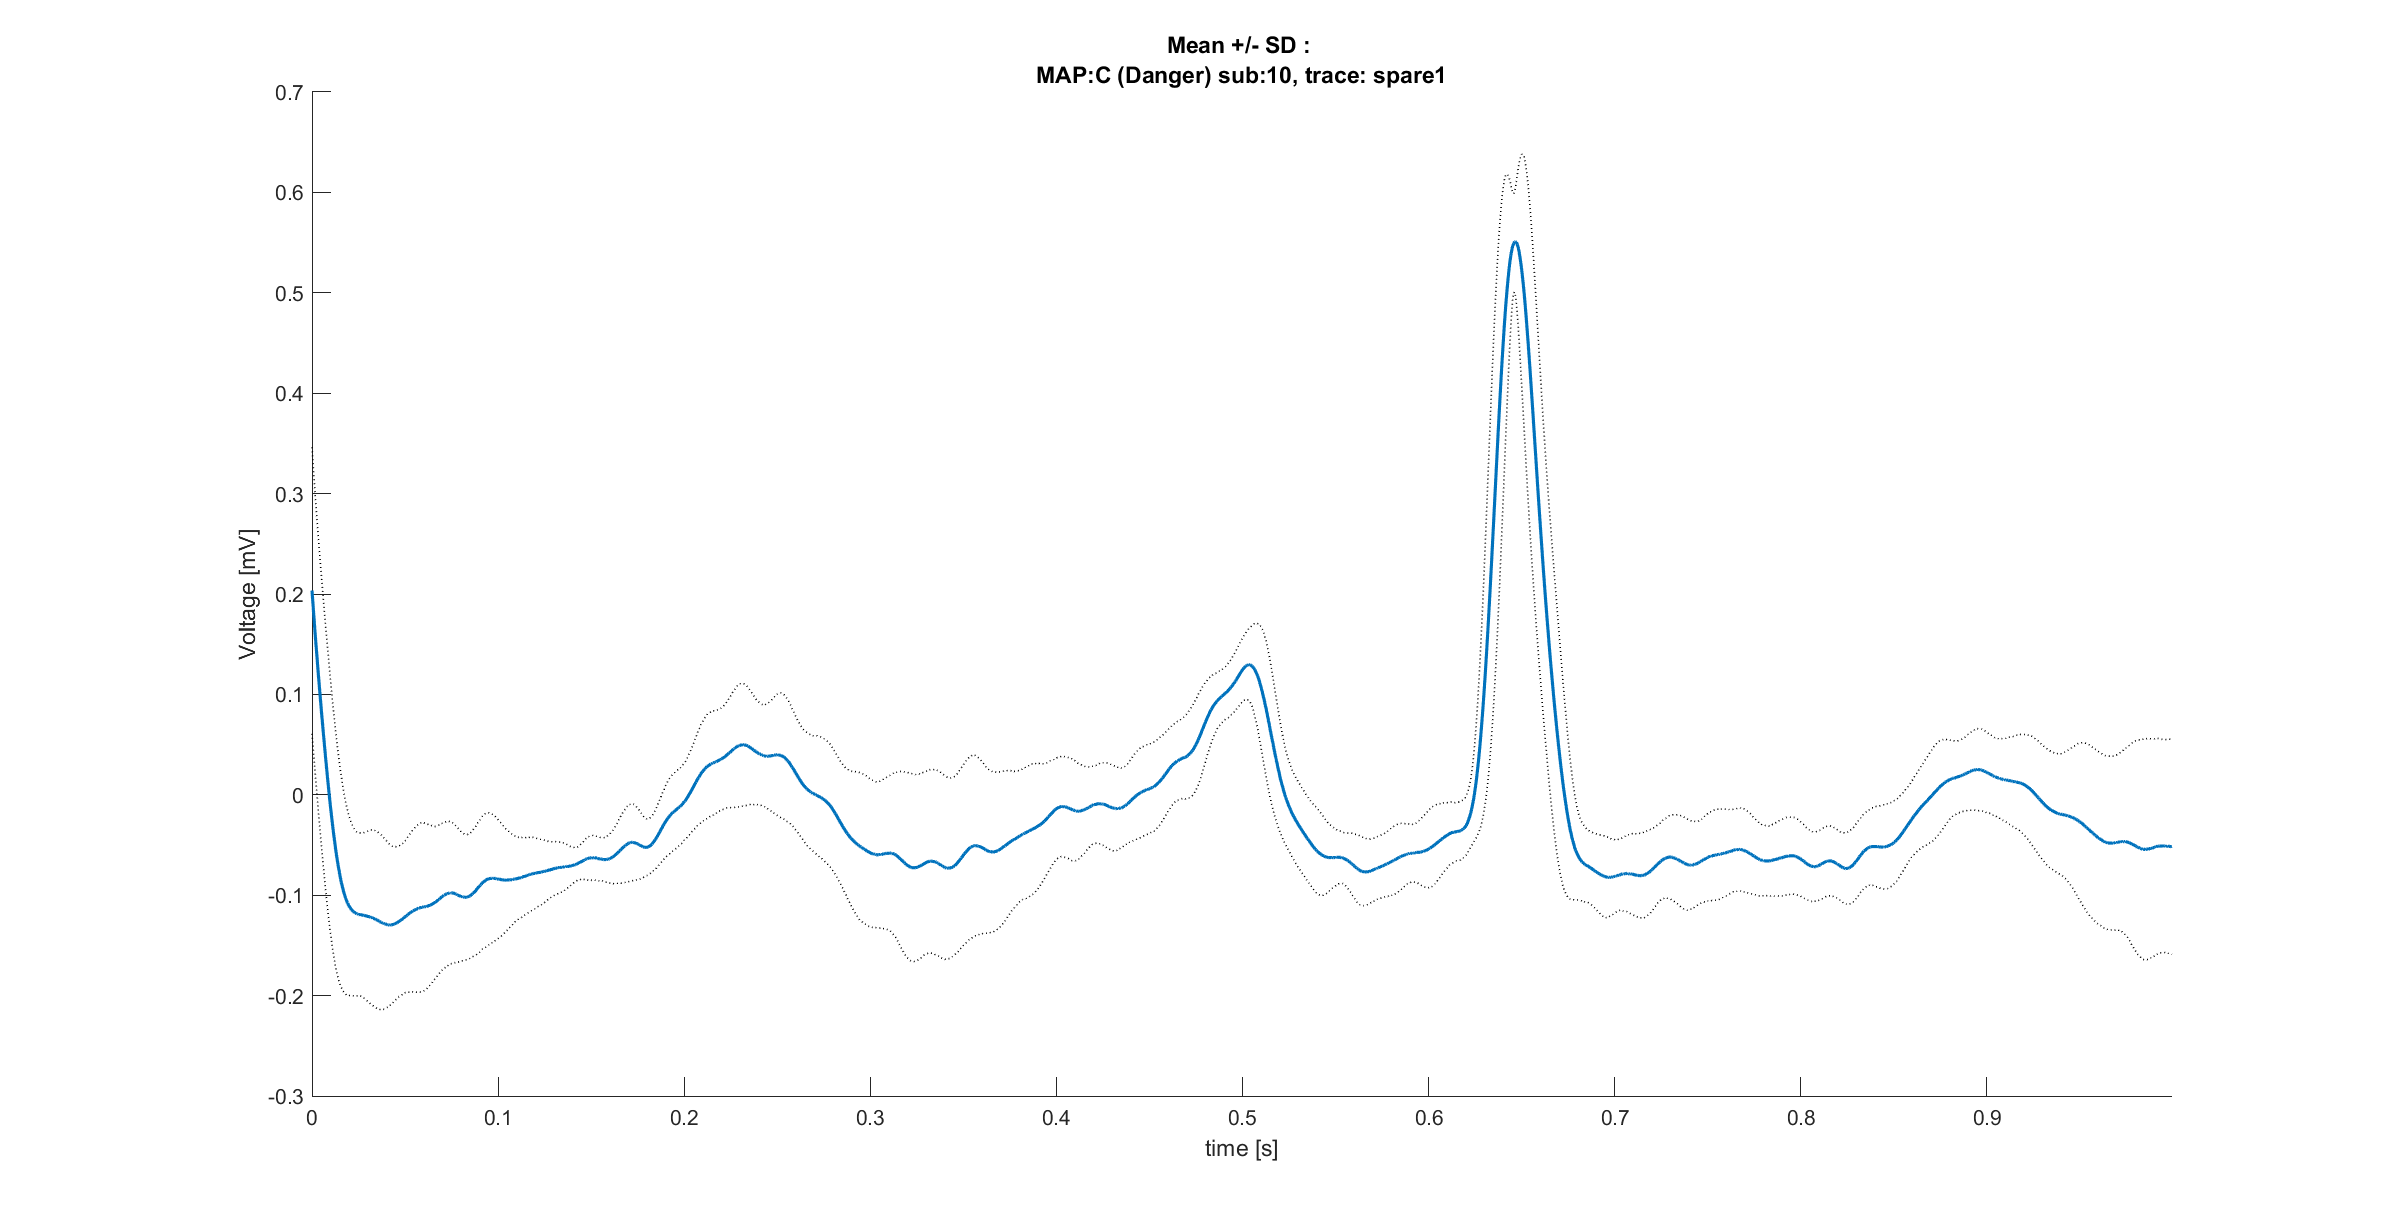 Mean +/- SD :
MAP:C (Danger) sub:10, trace: spare1
0.7
0.6
0.5
0.4
0.3
0.2
0.1
0
-0.1
-0.2
-0.3
Voltage [mV]
0 0.1 0.2 0.3 0.4 0.5 0.6 0.7 0.8 0.9
time [s]